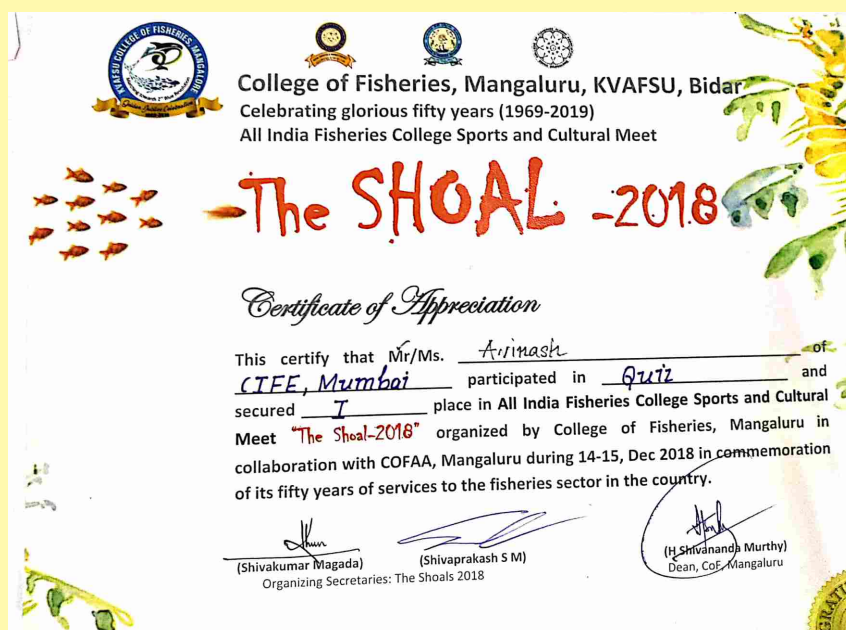 KVAFSU COLLEGE OF FISHERIES, MANGALORE
College of Fisheries, Mangaluru, KVAFSU, Bidar
Celebrating glorious fifty years (1969-2019)
All India Fisheries College Sports and Cultural Meet
The SHOAL -2018
Certificate of Appreciation
This certify that Mr/Ms. Avinash of
CIFE, Mumbai participated in Quiz and
secured I place in All India Fisheries College Sports and Cultural
Meet "The Shoal-2018" organized by College of Fisheries, Mangaluru in
collaboration with COFAA, Mangaluru during 14-15, Dec 2018 in commemoration
of its fifty years of services to the fisheries sector in the country.
(Shivakumar Magada) (Shivaprakash S M) (H Shivananda Murthy)
Organizing Secretaries: The Shoals 2018 Dean, CoF, Mangaluru